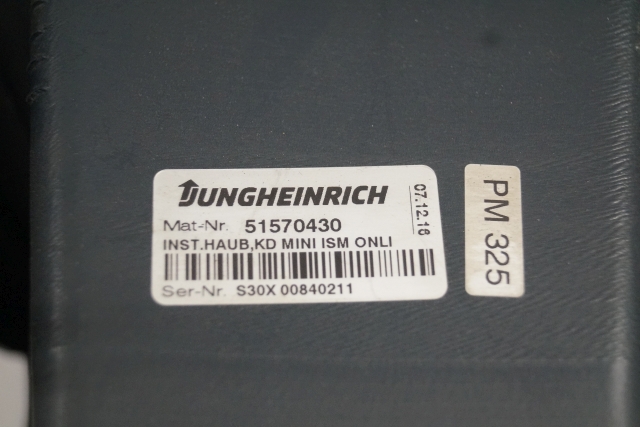 JUNGHEINRICH
07.12.16
Mat-Nr. 51570430
INST.HAUB,KD MINI ISM ONLI
Ser-Nr. S30X 00840211
PM 325